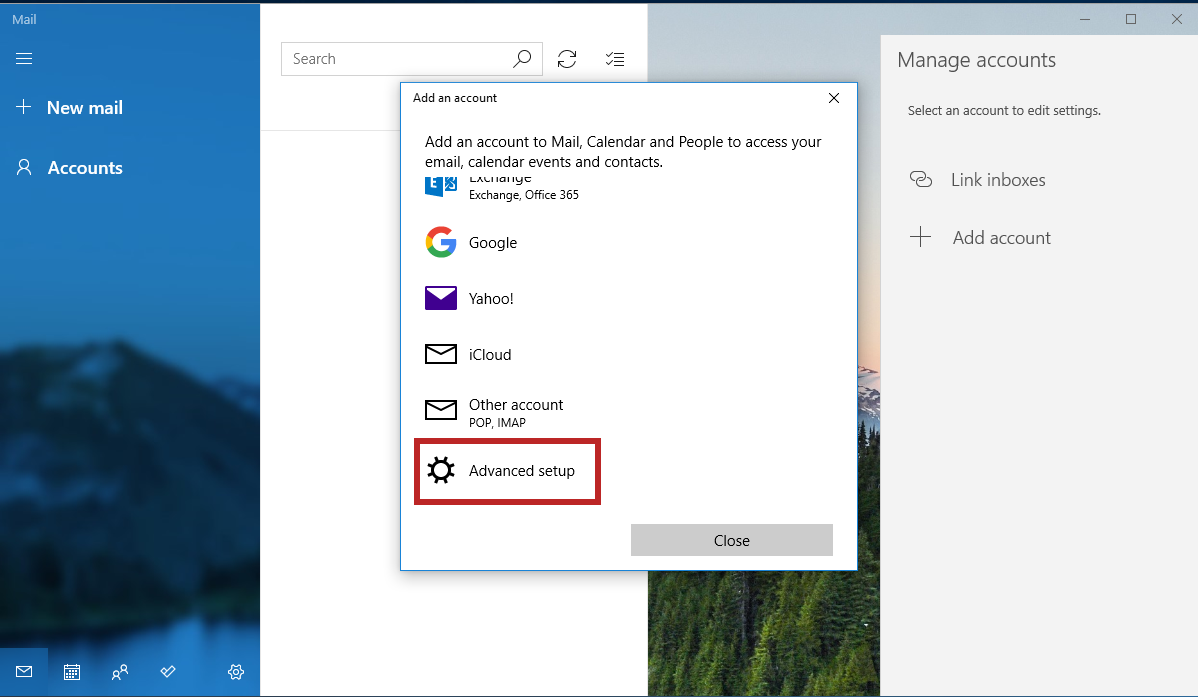 Mail
New mail
Accounts
Search
Add an account
Add an account to Mail, Calendar and People to access your
email, calendar events and contacts.
Exchange
Exchange, Office 365
Google
Yahoo!
iCloud
Other account
POP, IMAP
Advanced setup
Close
Manage accounts
Select an account to edit settings.
Link inboxes
Add account